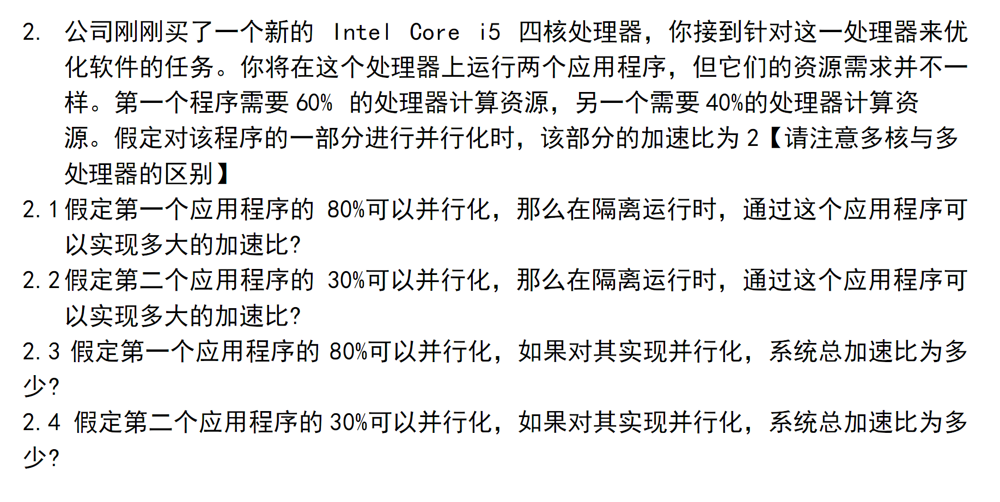 2. 公司刚刚买了一个新的 Intel Core i5 四核处理器，你接到针对这一处理器来优
化软件的任务。你将在这个处理器上运行两个应用程序，但它们的资源需求并不一
样。第一个程序需要60% 的处理器计算资源，另一个需要40%的处理器计算资
源。假定对该程序的一部分进行并行化时，该部分的加速比为2【请注意多核与多
处理器的区别】
2.1假定第一个应用程序的 80%可以并行化，那么在隔离运行时，通过这个应用程序可
以实现多大的加速比?
2.2假定第二个应用程序的 30%可以并行化，那么在隔离运行时，通过这个应用程序可
以实现多大的加速比?
2.3 假定第一个应用程序的 80%可以并行化，如果对其实现并行化，系统总加速比为多
少?
2.4 假定第二个应用程序的30%可以并行化，如果对其实现并行化，系统总加速比为多
少?